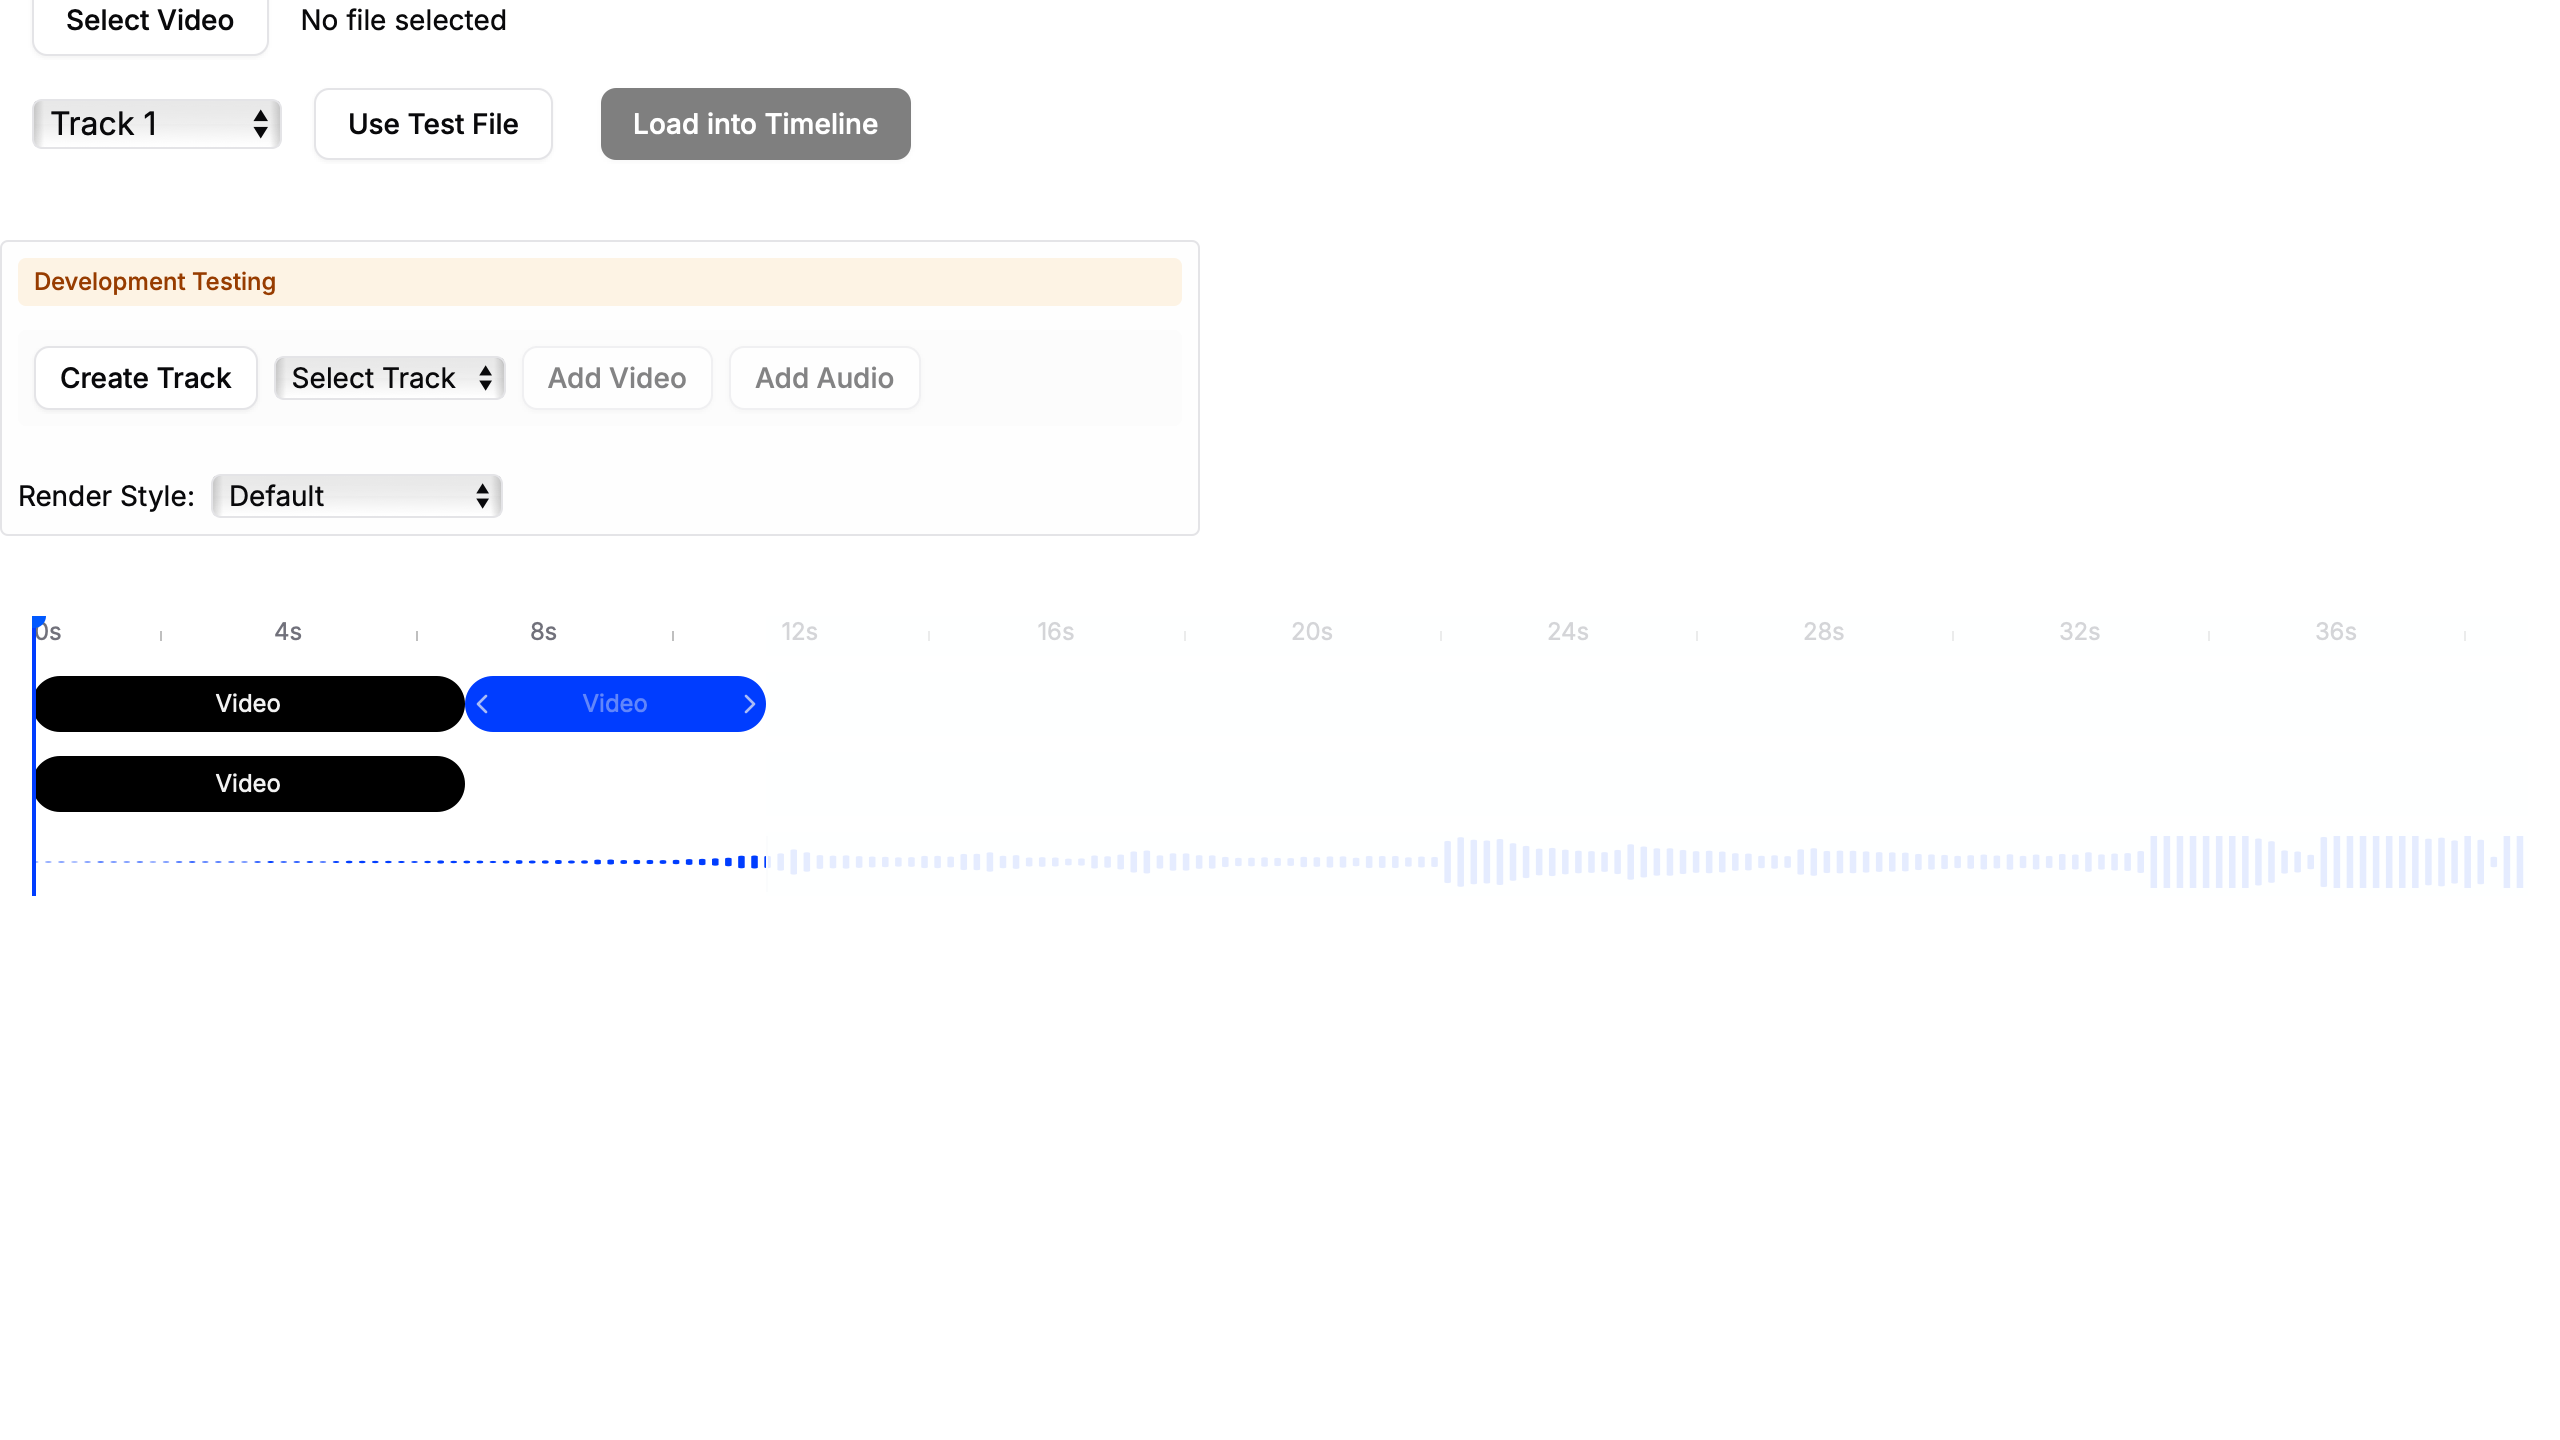 Select Video No file selected
Track 1 Use Test File Load into Timeline
Development Testing
Create Track Select Track Add Video Add Audio
Render Style: Default
0s 4s 8s 12s 16s 20s 24s 28s 32s 36s
Video Video
Video